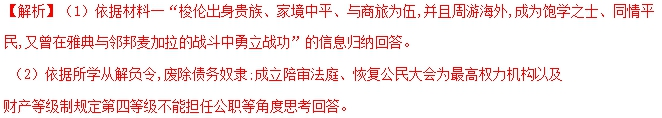 【解析】（1）依据材料一“梭伦出身贵族、家境中平、与商旅为伍,并且周游海外,成为饱学之士、同情平
民,又曾在雅典与邻邦麦加拉的战斗中勇立战功”的信息归纳回答。
（2）依据所学从解负令,废除债务奴隶:成立陪审法庭、恢复公民大会为最高权力机构以及
财产等级制规定第四等级不能担任公职等角度思考回答。